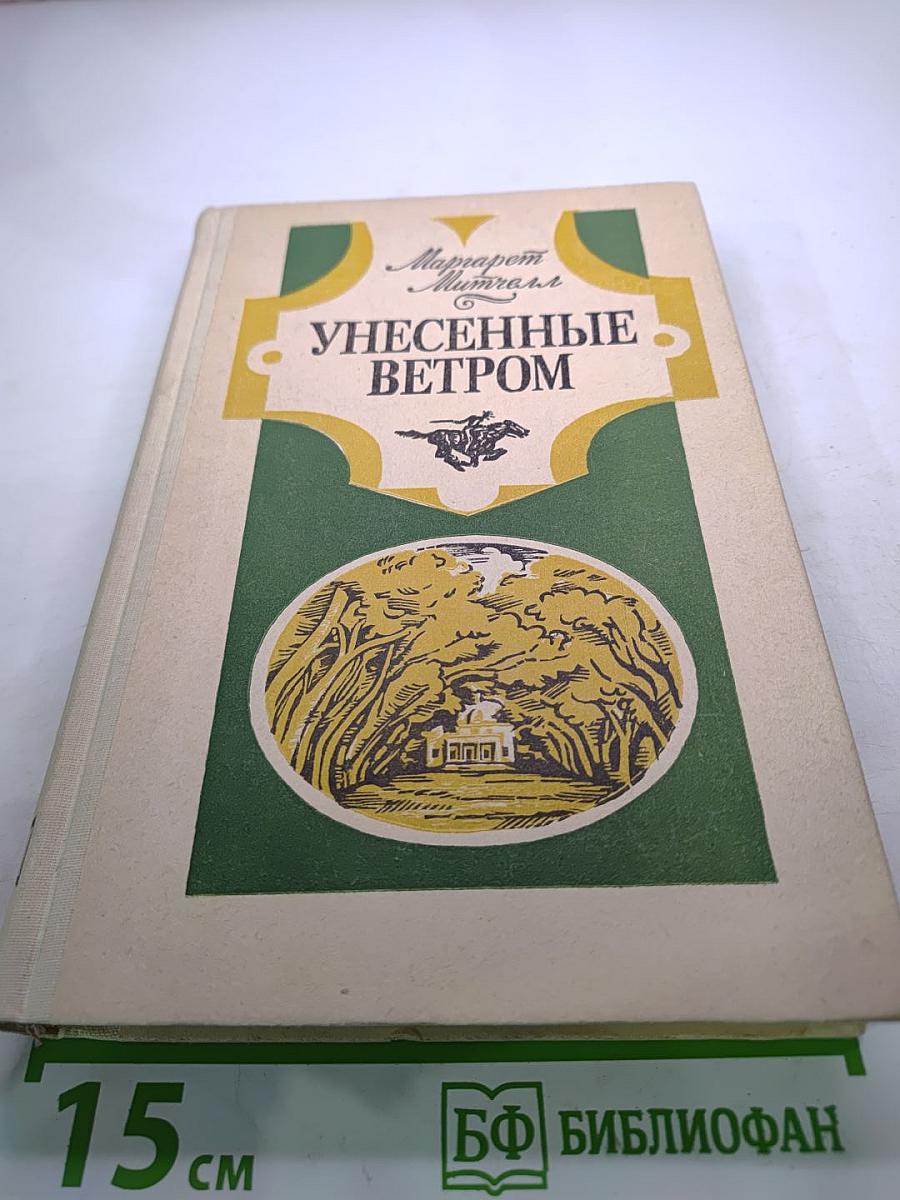 Маргарет
Митчелл
УНЕСЕННЫЕ
ВЕТРОМ
15 см
БФ БИБЛИОФАН